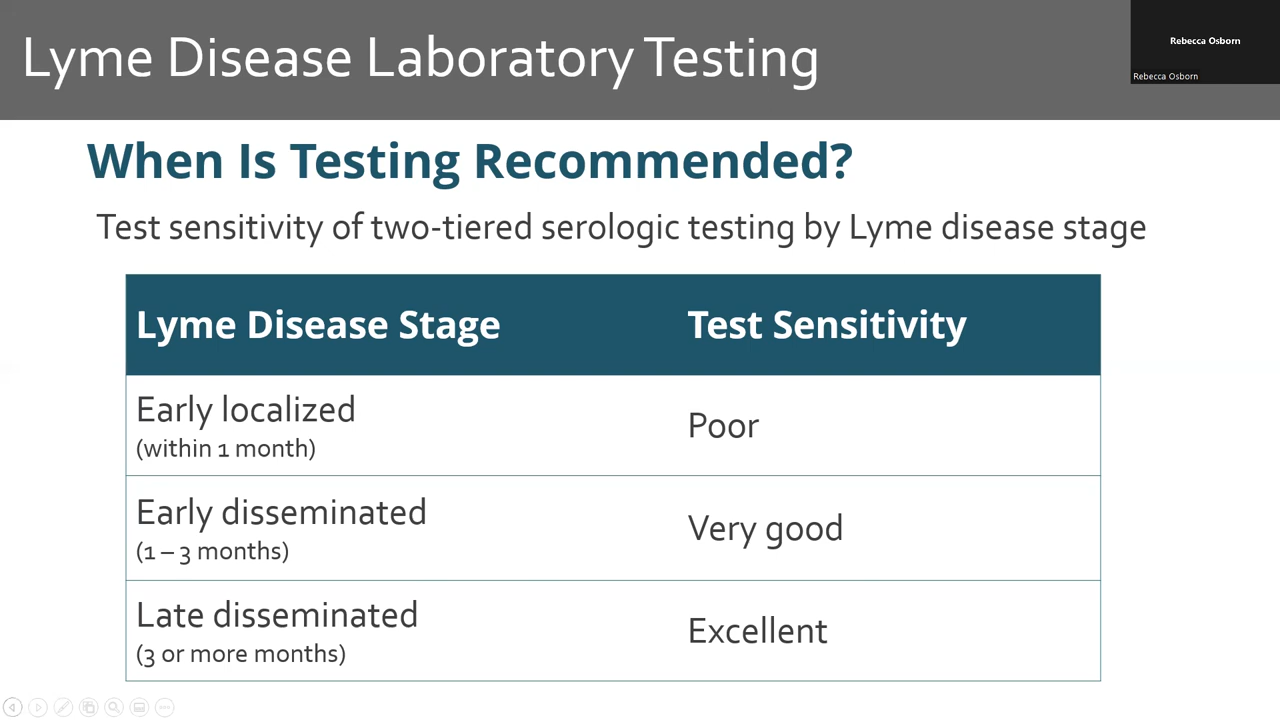 Lyme Disease Laboratory Testing
Rebecca Osborn
Rebecca Osborn
When Is Testing Recommended?
Test sensitivity of two-tiered serologic testing by Lyme disease stage
Lyme Disease Stage Test Sensitivity
Early localized
(within 1 month)
Poor
Early disseminated
(1 – 3 months)
Very good
Late disseminated
(3 or more months)
Excellent